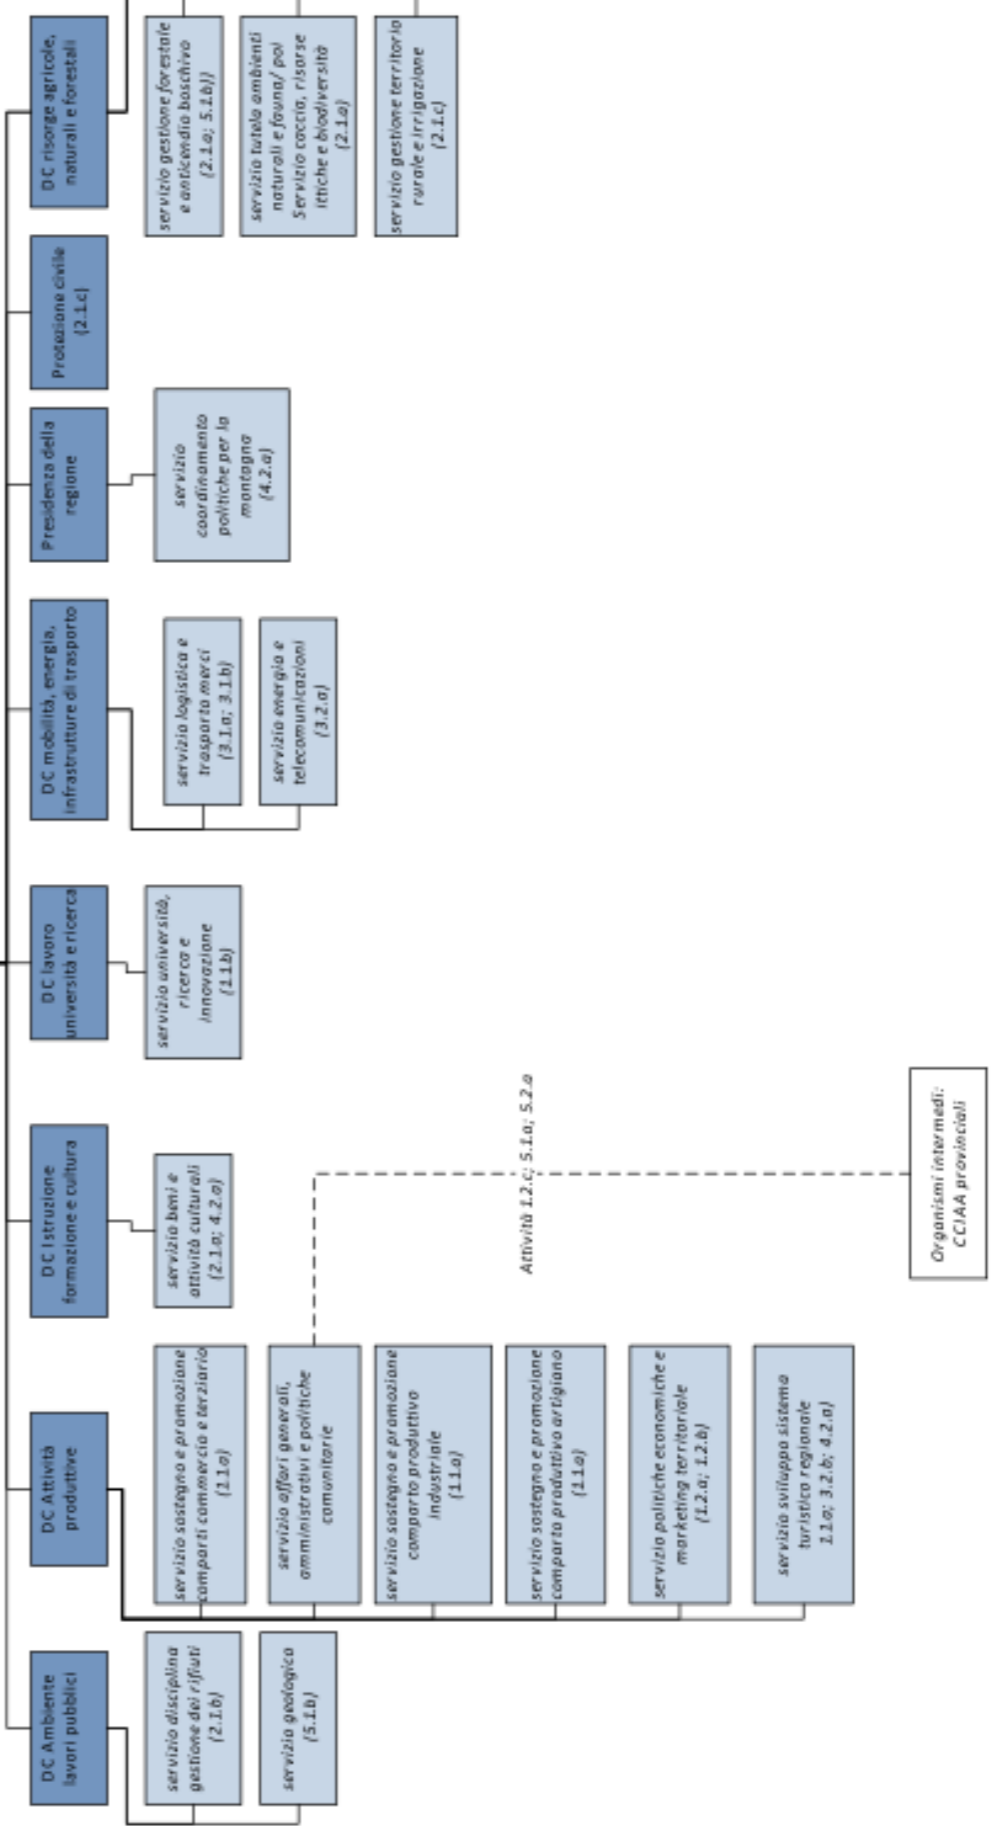 DC Ambiente
lavori pubblici
servizio disciplina
gestione dei rifiuti
(2.1.b)
servizio geologico
(5.1.b)
DC Attività
produttive
servizio sostegno e promozione
comparti commercio e terziario
(1.1.a)
servizio affari generali,
amministrativi e politiche
comunitarie
servizio sostegno e promozione
comparto produttivo
industriale
(1.1.a)
servizio sostegno e promozione
comparto produttivo artigiano
(1.1.a)
servizio politiche economiche e
marketing territoriale
(1.2.a; 1.2.b)
servizio sviluppo sistema
turistico regionale
1.1.a; 3.2.b; 4.2.a)
DC Istruzione
formazione e cultura
servizio beni e
attività culturali
(2.1.a; 4.2.a)
Attività 1.2.c; 5.1.a; 5.2.a
Organismi intermedi:
CCIAA provinciali
DC lavoro
università e ricerca
servizio università,
ricerca e
innovazione
(1.1.b)
DC mobilità, energia,
infrastrutture di trasporto
servizio logistica e
trasporto merci
(3.1.a; 3.1.b)
servizio energia e
telecomunicazioni
(3.2.a)
Presidenza della
regione
servizio
coordinamento
politiche per la
montagna
(4.2.a)
Protezione civile
(2.1.c)
DC risorge agricole,
naturali e forestali
servizio gestione forestale
e anticendio boschivo
(2.1.a; 5.1.b))
servizio tutela ambienti
naturali e fauna/ poi
Servizio caccia, risorse
ittiche e biodiversità
(2.1.a)
servizio gestione territorio
rurale e irrigazione
(2.1.c)